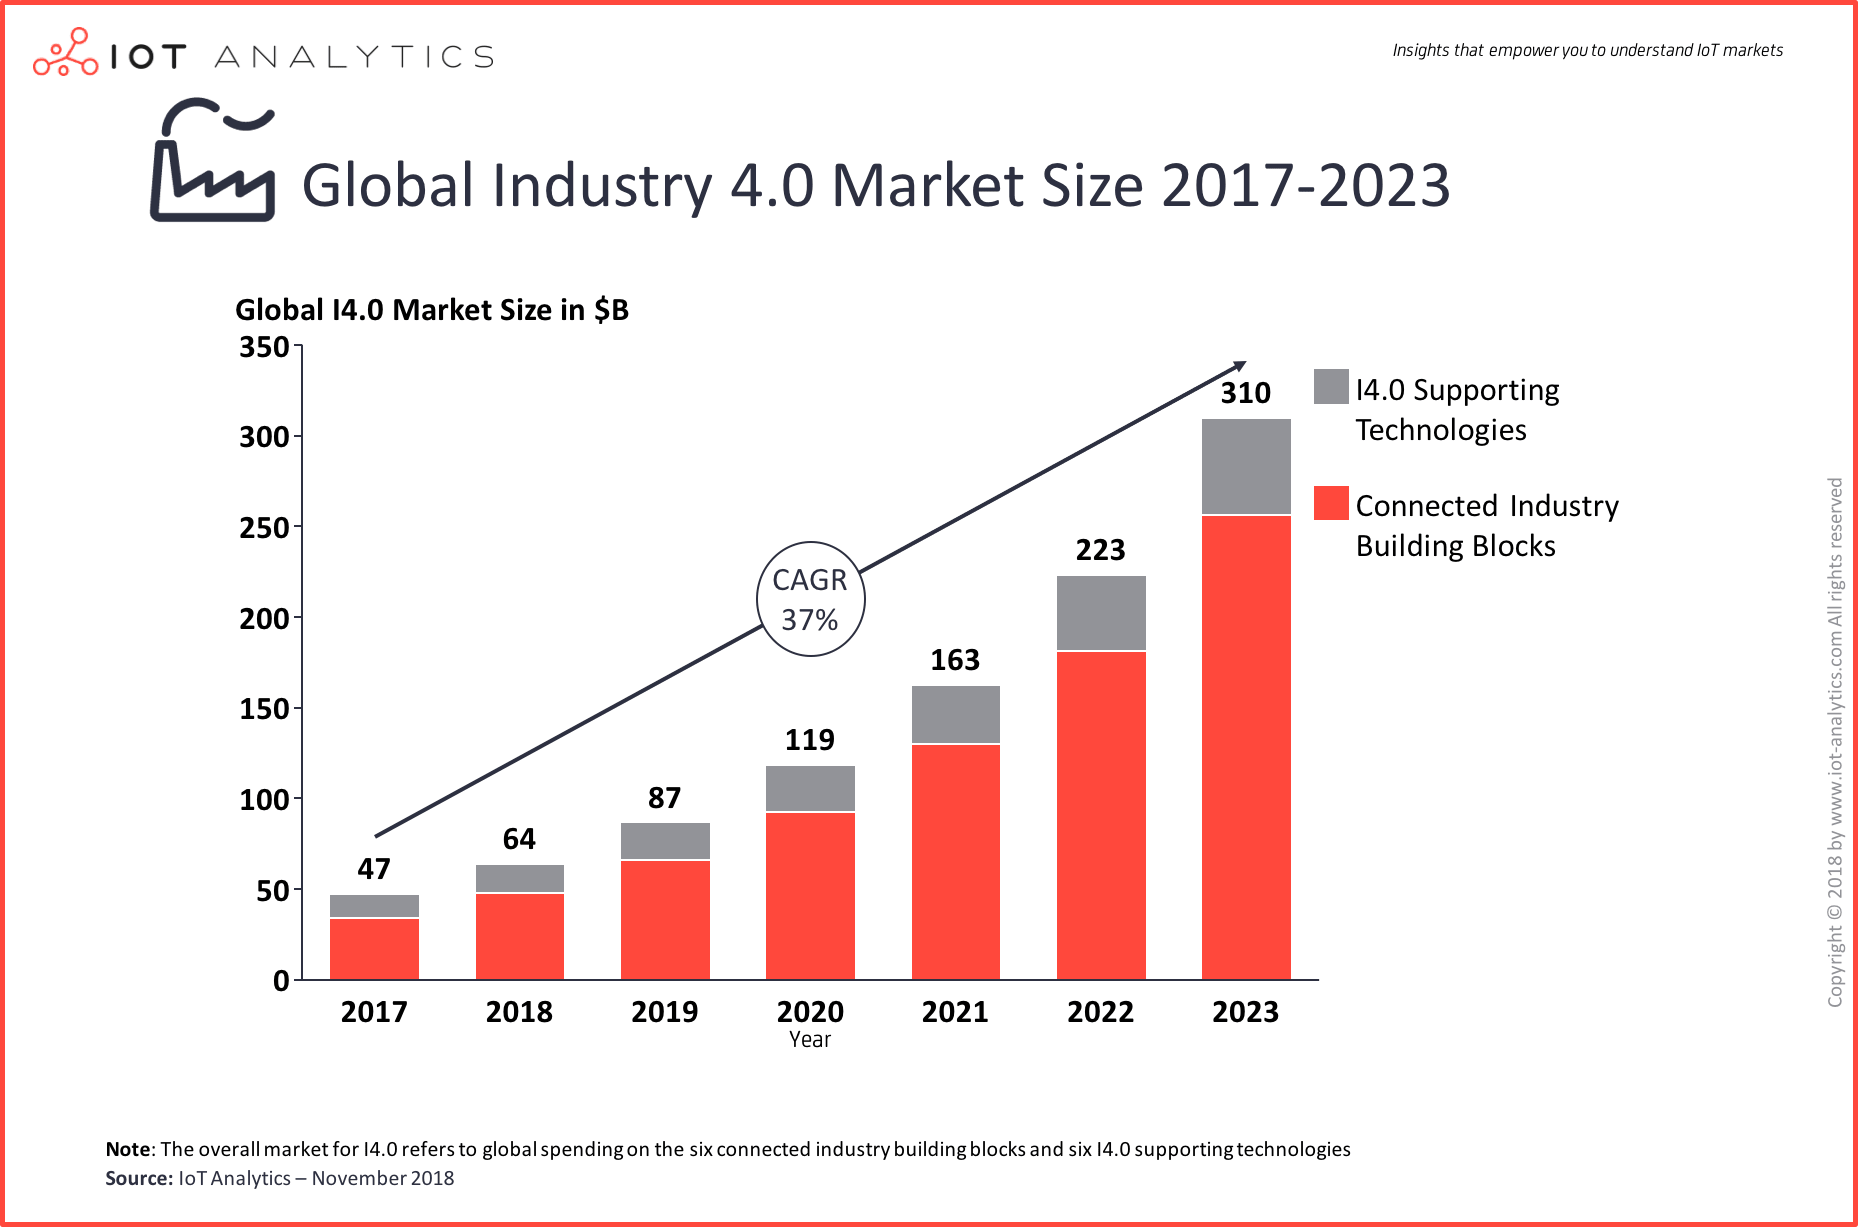 IOT ANALYTICS
Insights that empower you to understand IoT markets
Global Industry 4.0 Market Size 2017-2023
Global I4.0 Market Size in $B
350
300
250
200
150
100
50
0
47
64
87
119
163
223
310
CAGR
37%
I4.0 Supporting
Technologies
Connected Industry
Building Blocks
2017 2018 2019 2020 2021 2022 2023
Year
Copyright © 2018 by www.iot-analytics.com All rights reserved
Note: The overall market for I4.0 refers to global spending on the six connected industry building blocks and six I4.0 supporting technologies
Source: IoT Analytics – November 2018